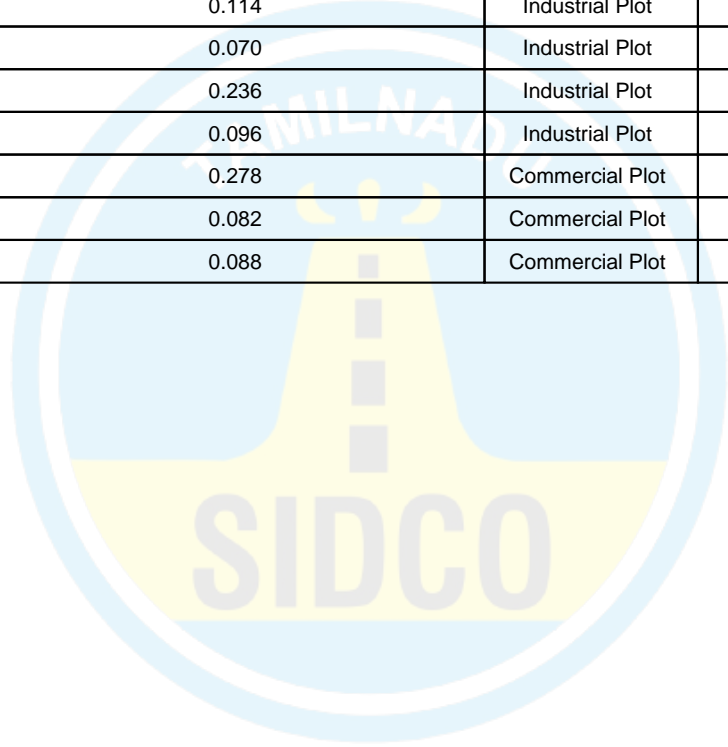 0.114 Industrial Plot
0.070 Industrial Plot
0.236 Industrial Plot
0.096 Industrial Plot
0.278 Commercial Plot
0.082 Commercial Plot
0.088 Commercial Plot
TAMILNADU
SIDCO